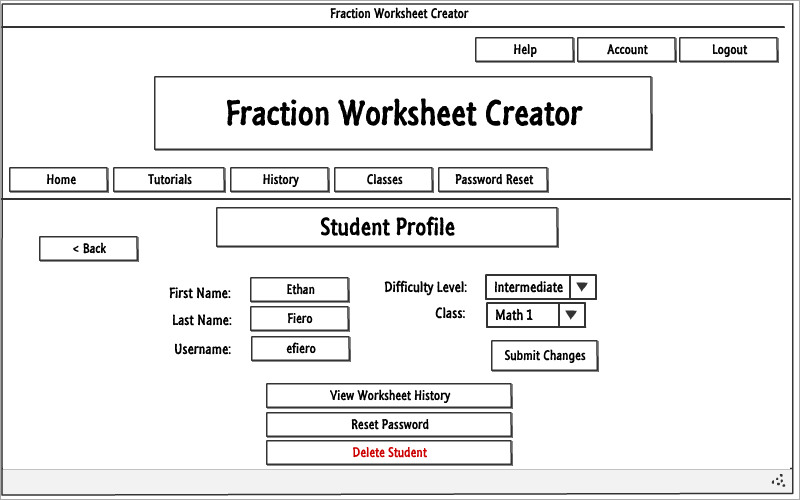 Fraction Worksheet Creator
Help Account Logout
Fraction Worksheet Creator
Home Tutorials History Classes Password Reset
Student Profile
< Back
First Name: Ethan
Last Name: Fiero
Username: efiero
Difficulty Level: Intermediate
Class: Math 1
Submit Changes
View Worksheet History
Reset Password
Delete Student